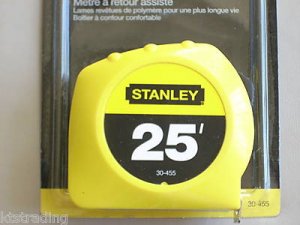 Mètre à retour assisté
Lames revêtues de polymère pour une plus longue vie
Boîtier à contour confortable
STANLEY
25'
30-455
30-455
ktstrading